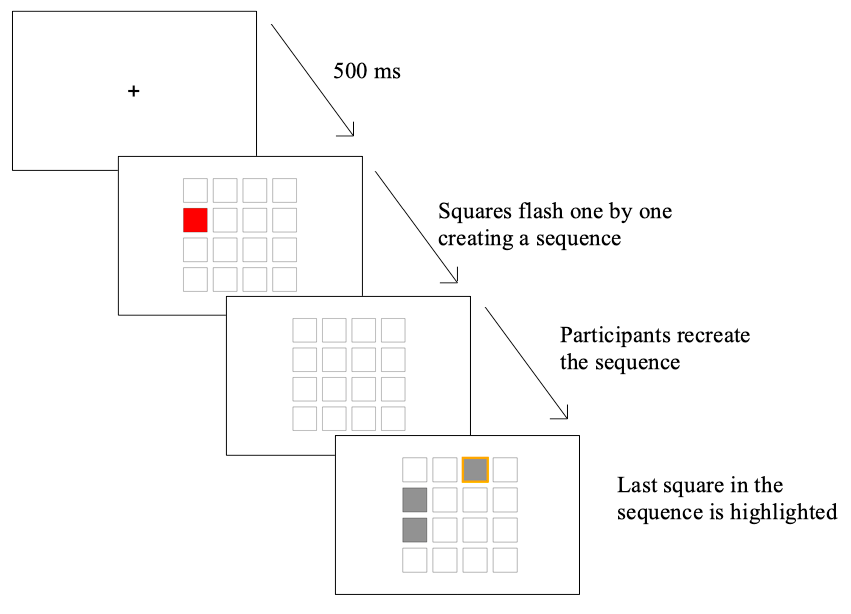 +
500 ms
Squares flash one by one
creating a sequence
Participants recreate
the sequence
Last square in the
sequence is highlighted